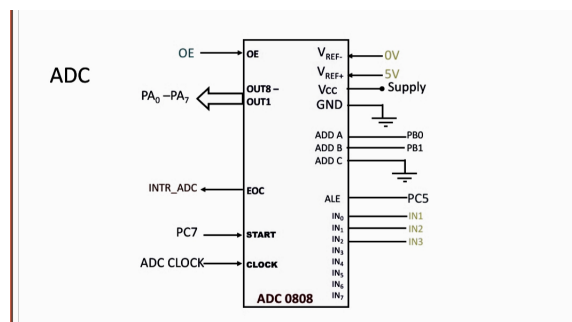 ADC
OE
PA0 –PA7
INTR_ADC
PC7
ADC CLOCK
OE
OUT8 –
OUT1
EOC
START
CLOCK
VREF-
VREF+
Vcc
GND
ADD A
ADD B
ADD C
ALE
IN0
IN1
IN2
IN3
IN4
IN5
IN6
IN7
ADC 0808
0V
5V
Supply
PB0
PB1
PC5
IN1
IN2
IN3